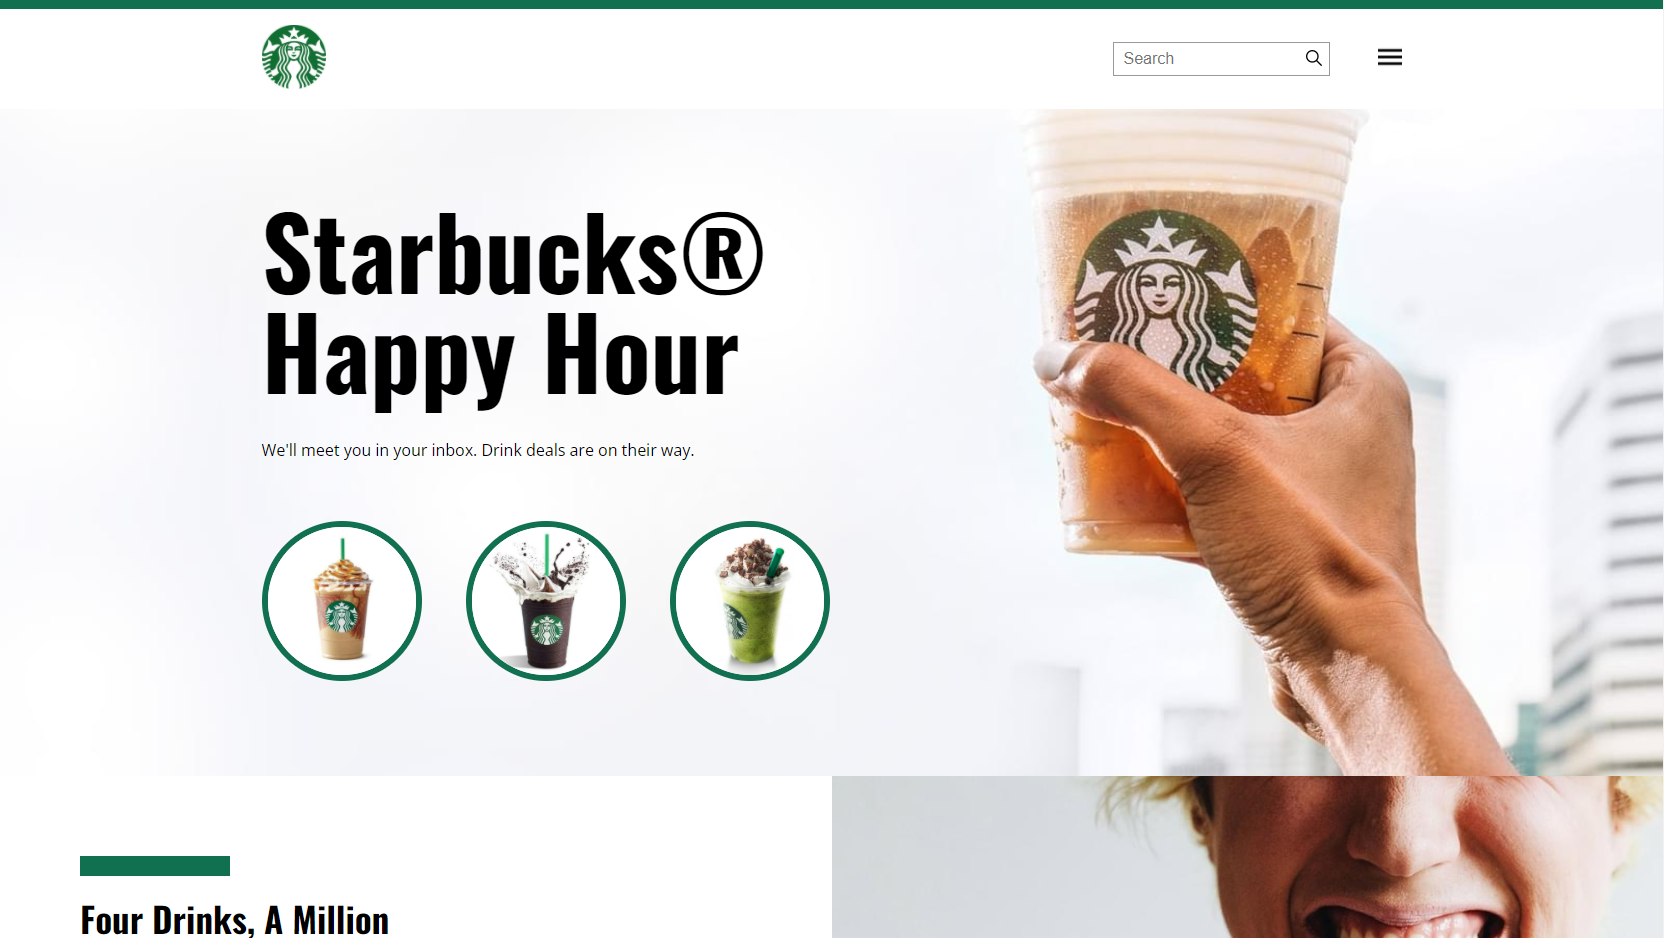 Search
Starbucks®
Happy Hour
We'll meet you in your inbox. Drink deals are on their way.
Four Drinks, A Million